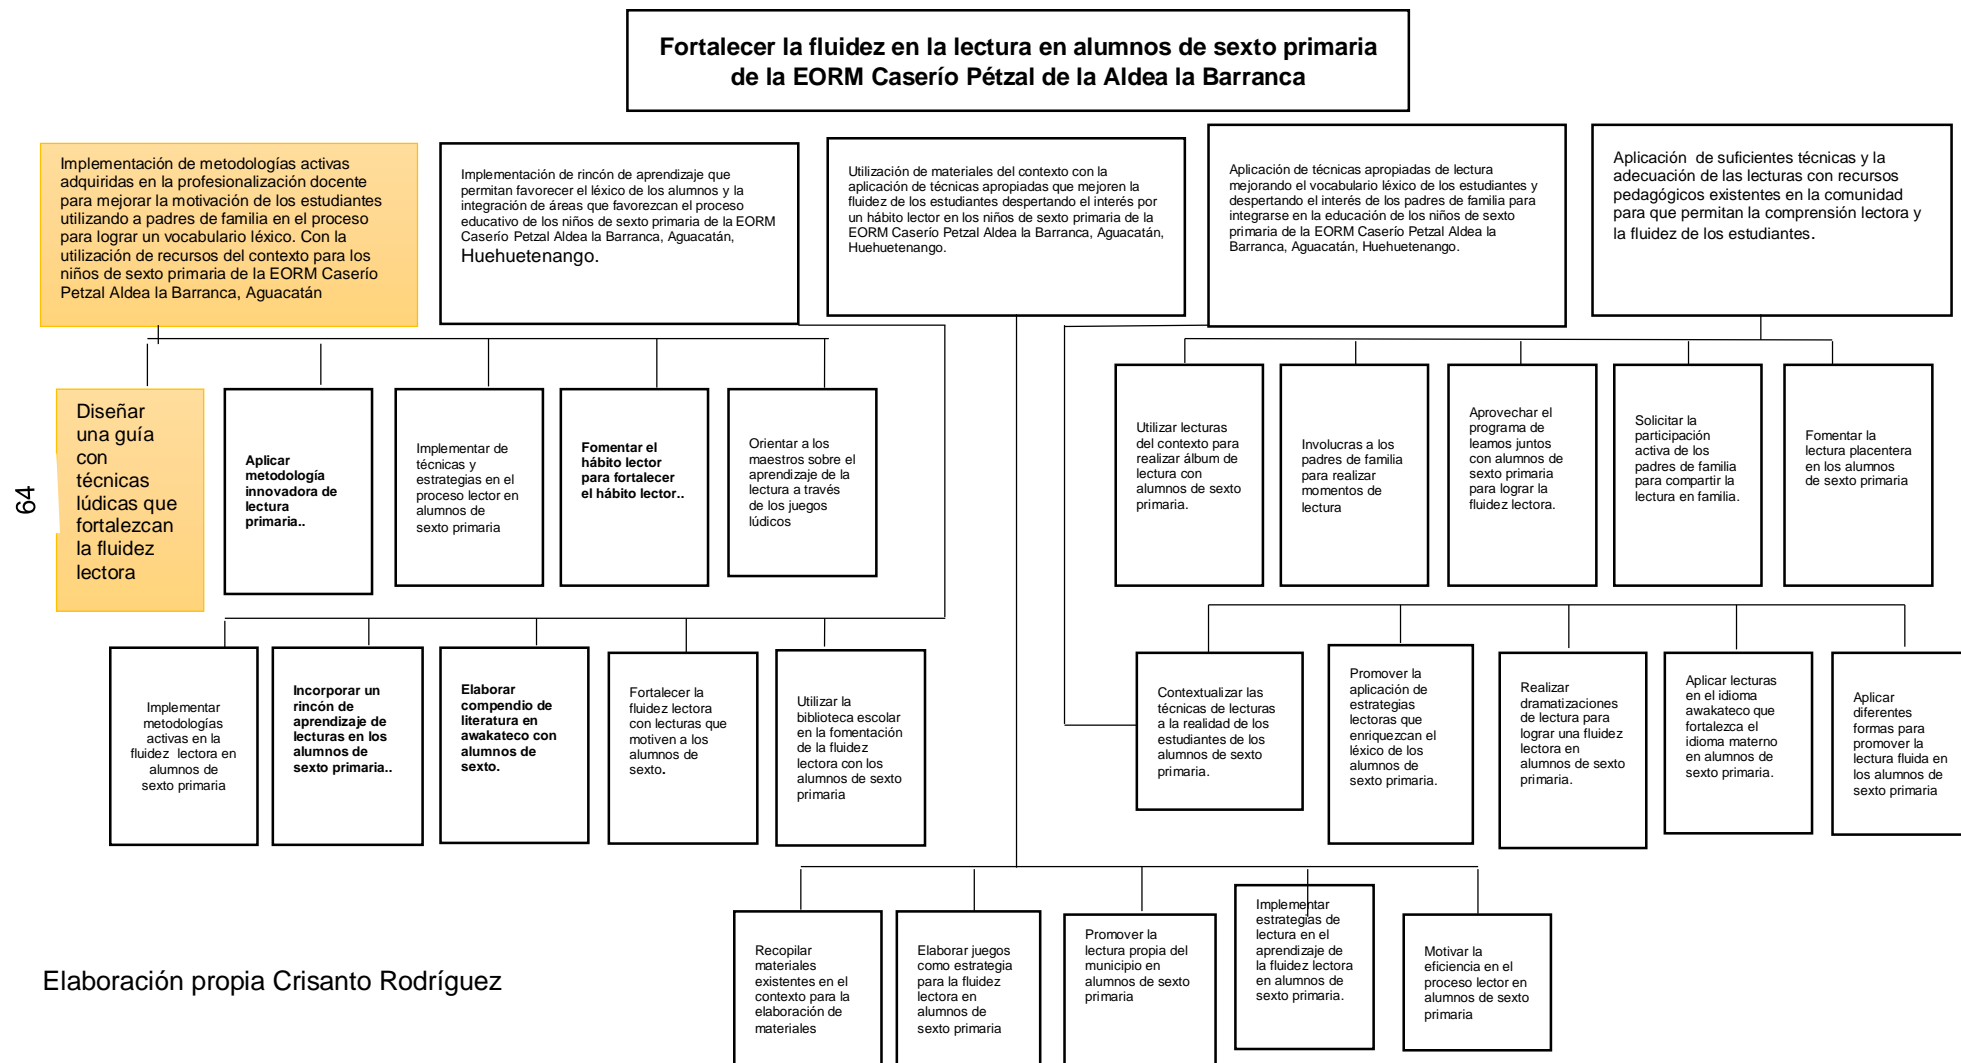 Fortalecer la fluidez en la lectura en alumnos de sexto primaria
de la EORM Caserío Pétzal de la Aldea la Barranca
Implementación de metodologías activas
adquiridas en la profesionalización docente
para mejorar la motivación de los estudiantes
utilizando a padres de familia en el proceso
para lograr un vocabulario léxico. Con la
utilización de recursos del contexto para los
niños de sexto primaria de la EORM Caserío
Petzal Aldea la Barranca, Aguacatán
Implementación de rincón de aprendizaje que
permitan favorecer el léxico de los alumnos y la
integración de áreas que favorezcan el proceso
educativo de los niños de sexto primaria de la EORM
Caserío Petzal Aldea la Barranca, Aguacatán,
Huehuetenango.
Utilización de materiales del contexto con la
aplicación de técnicas apropiadas que mejoren la
fluidez de los estudiantes despertando el interés por
un hábito lector en los niños de sexto primaria de la
EORM Caserío Petzal Aldea la Barranca, Aguacatán,
Huehuetenango.
Aplicación de técnicas apropiadas de lectura
mejorando el vocabulario léxico de los estudiantes y
despertando el interés de los padres de familia para
integrarse en la educación de los niños de sexto
primaria de la EORM Caserío Petzal Aldea la
Barranca, Aguacatán, Huehuetenango.
Aplicación de suficientes técnicas y la
adecuación de las lecturas con recursos
pedagógicos existentes en la comunidad
para que permitan la comprensión lectora y
la fluidez de los estudiantes.
Diseñar
una guía
con
técnicas
lúdicas que
fortalezcan
la fluidez
lectora
Aplicar
metodología
innovadora de
lectura
primaria..
Implementar de
técnicas y
estrategias en el
proceso lector en
alumnos de
sexto primaria
Fomentar el
hábito lector
para fortalecer
el hábito lector..
Orientar a los
maestros sobre el
aprendizaje de la
lectura a través
de los juegos
lúdicos
Utilizar lecturas
del contexto para
realizar álbum de
lectura con
alumnos de sexto
primaria.
Involucras a los
padres de familia
para realizar
momentos de
lectura
Aprovechar el
programa de
leamos juntos
con alumnos de
sexto primaria
para lograr la
fluidez lectora.
Solicitar la
participación
activa de los
padres de familia
para compartir la
lectura en familia.
Fomentar la
lectura placentera
en los alumnos
de sexto primaria
64
Implementar
metodologías
activas en la
fluidez lectora en
alumnos de
sexto primaria
Incorporar un
rincón de
aprendizaje de
lecturas en los
alumnos de
sexto primaria..
Elaborar
compendio de
literatura en
awakateco con
alumnos de
sexto.
Fortalecer la
fluidez lectora
con lecturas que
motiven a los
alumnos de
sexto.
Utilizar la
biblioteca escolar
en la fomentación
de la fluidez
lectora con los
alumnos de sexto
primaria
Contextualizar las
técnicas de lecturas
a la realidad de los
estudiantes de los
alumnos de sexto
primaria.
Promover la
aplicación de
estrategias
lectoras que
enriquezcan el
léxico de los
alumnos de
sexto primaria.
Realizar
dramatizaciones
de lectura para
lograr una fluidez
lectora en
alumnos de sexto
primaria.
Aplicar lecturas
en el idioma
awakateco que
fortalezca el
idioma materno
en alumnos de
sexto primaria.
Aplicar
diferentes
formas para
promover la
lectura fluida en
los alumnos de
sexto primaria
Recopilar
materiales
existentes en el
contexto para la
elaboración de
materiales
Elaborar juegos
como estrategia
para la fluidez
lectora en
alumnos de
sexto primaria
Promover la
lectura propia del
municipio en
alumnos de sexto
primaria
Implementar
estrategias de
lectura en el
aprendizaje de
la fluidez lectora
en alumnos de
sexto primaria.
Motivar la
eficiencia en el
proceso lector en
alumnos de sexto
primaria
Elaboración propia Crisanto Rodríguez